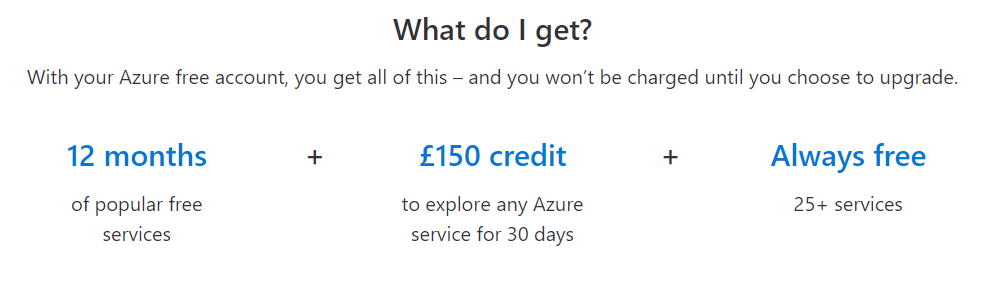 What do I get?
With your Azure free account, you get all of this – and you won’t be charged until you choose to upgrade.
12 months
of popular free
services
+
£150 credit
to explore any Azure
service for 30 days
+
Always free
25+ services